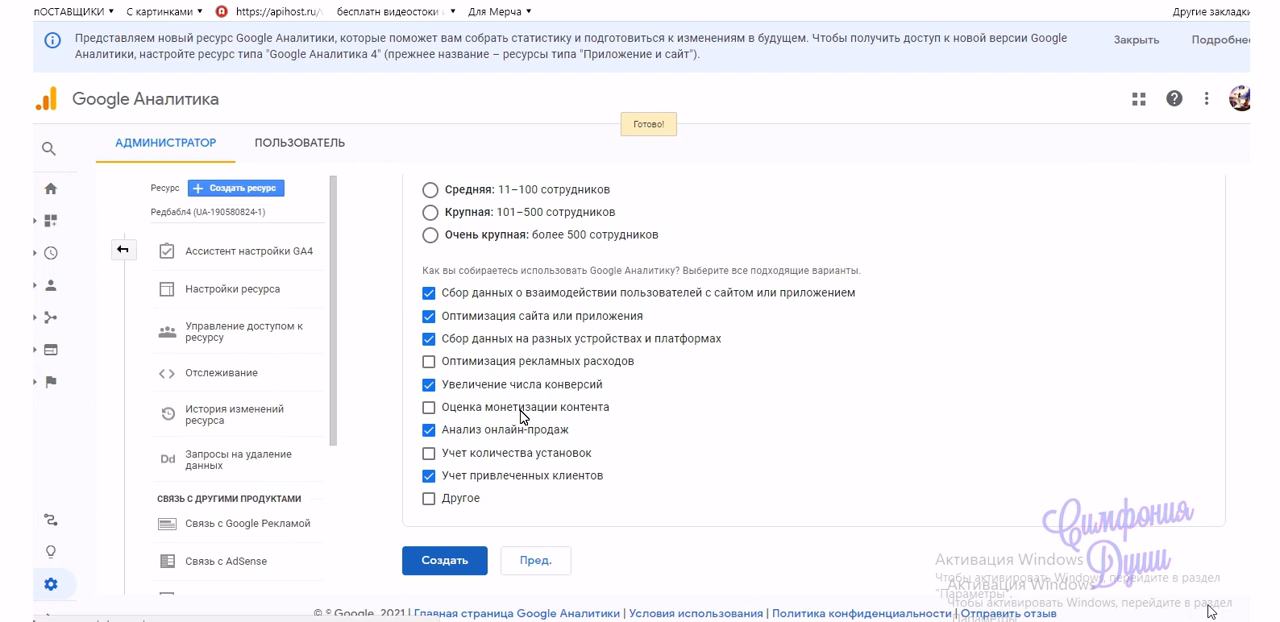 пОСТАВЩИКИ
С картинками
https://apihost.ru/
бесплатн видеостоки
Для Мерча
Другие закладки
Представляем новый ресурс Google Аналитики, которые поможет вам собрать статистику и подготовиться к изменениям в будущем. Чтобы получить доступ к новой версии Google
Аналитики, настройте ресурс типа "Google Аналитика 4" (прежнее название – ресурсы типа "Приложение и сайт").
Закрыть
Подробнее
Google Аналитика
Готово!
АДМИНИСТРАТОР
ПОЛЬЗОВАТЕЛЬ
Ресурс
Создать ресурс
Редбабл4 (UA-190580824-1)
Ассистент настройки GA4
Настройки ресурса
Управление доступом к
ресурсу
Отслеживание
История изменений
ресурса
Dd
Запросы на удаление
данных
СВЯЗЬ С ДРУГИМИ ПРОДУКТАМИ
Связь с Google Рекламой
Связь с AdSense
Средняя: 11–100 сотрудников
Крупная: 101–500 сотрудников
Очень крупная: более 500 сотрудников
Как вы собираетесь использовать Google Аналитику? Выберите все подходящие варианты.
Сбор данных о взаимодействии пользователей с сайтом или приложением
Оптимизация сайта или приложения
Сбор данных на разных устройствах и платформах
Оптимизация рекламных расходов
Увеличение числа конверсий
Оценка монетизации контента
Анализ онлайн-продаж
Учет количества установок
Учет привлеченных клиентов
Другое
Создать
Пред.
Симфония
Души
Активация Windows
Чтобы активировать Windows, перейдите в раздел
"Параметры".
Активация Windows
Чтобы активировать Windows, перейдите в раздел
"Параметры".
© Google, 2021 | Главная страница Google Аналитики | Условия использования | Политика конфиденциальности | Отправить отзыв